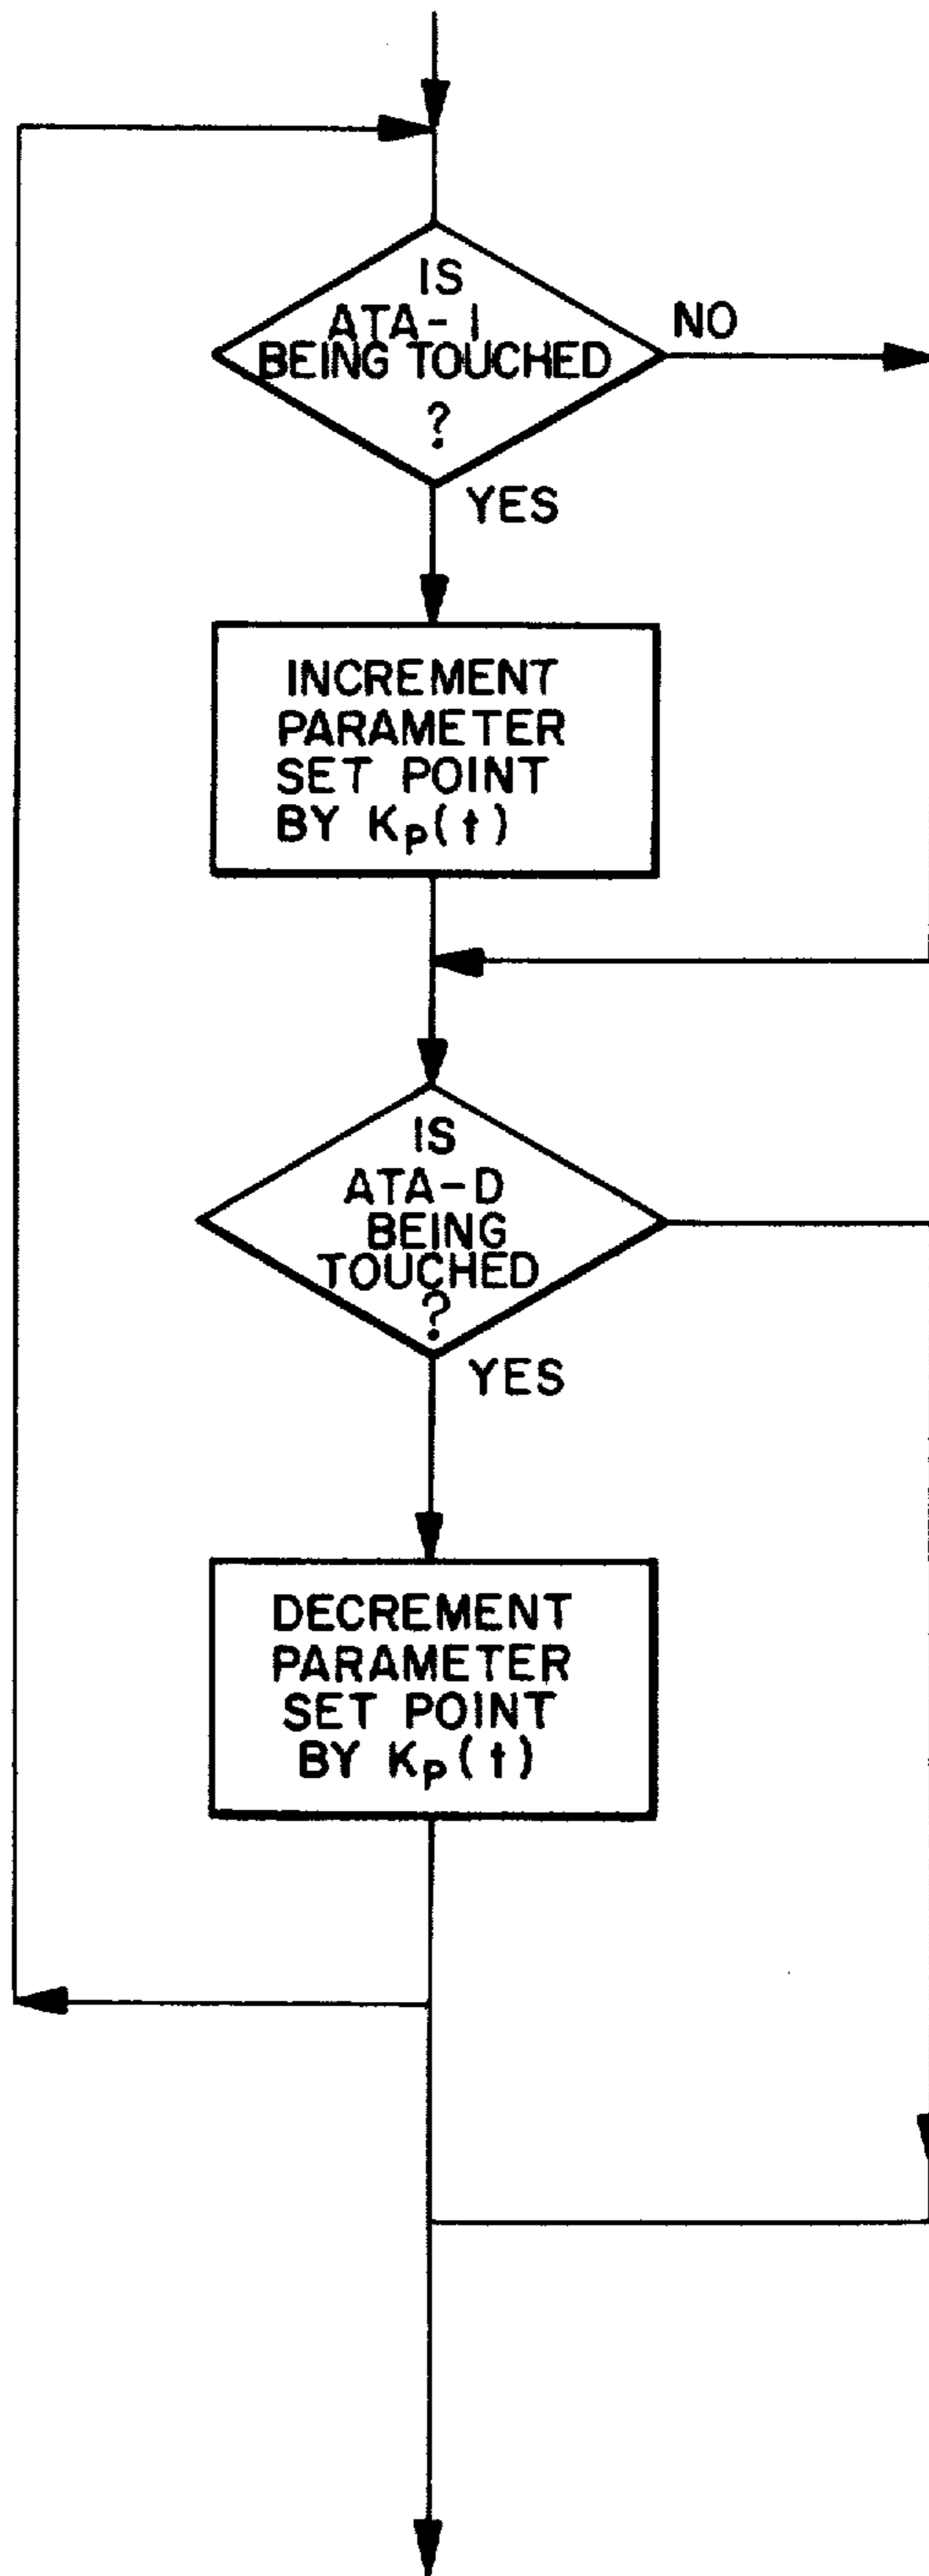 IS
ATA-I
BEING TOUCHED
?
NO
YES
INCREMENT
PARAMETER
SET POINT
BY Kp(t)
IS
ATA-D
BEING
TOUCHED
?
YES
DECREMENT
PARAMETER
SET POINT
BY Kp(t)